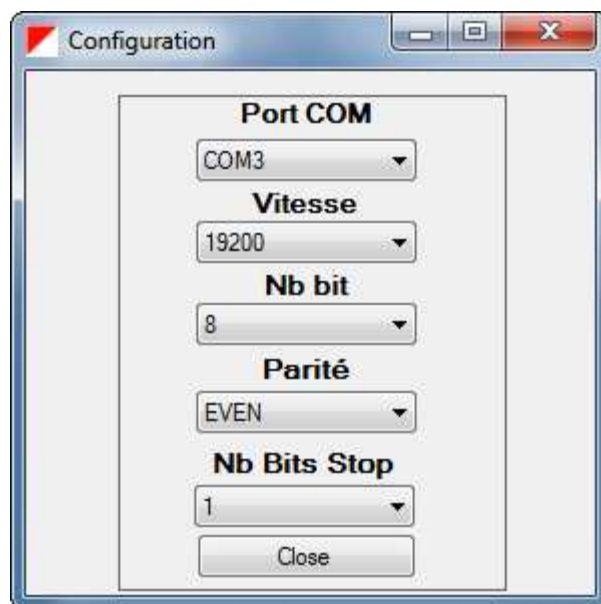 Configuration
Port COM
COM3
Vitesse
19200
Nb bit
8
Parité
EVEN
Nb Bits Stop
1
Close